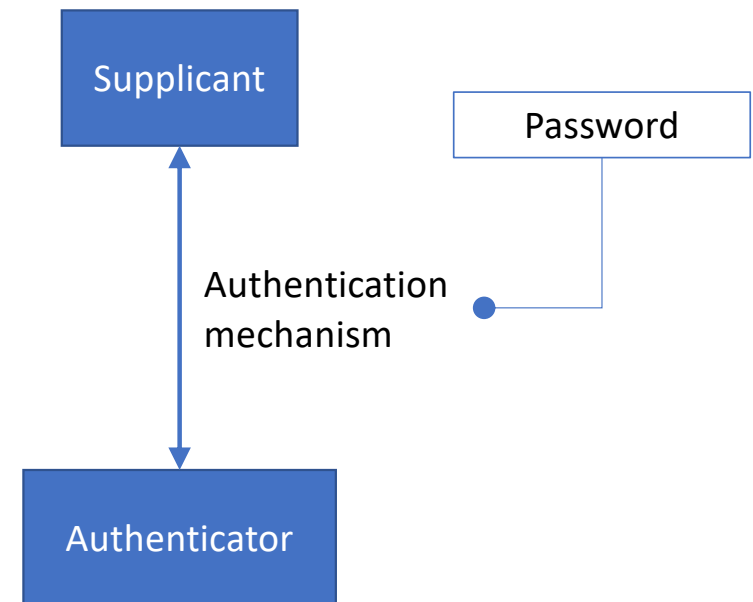 Supplicant
Password
Authentication
mechanism
Authenticator